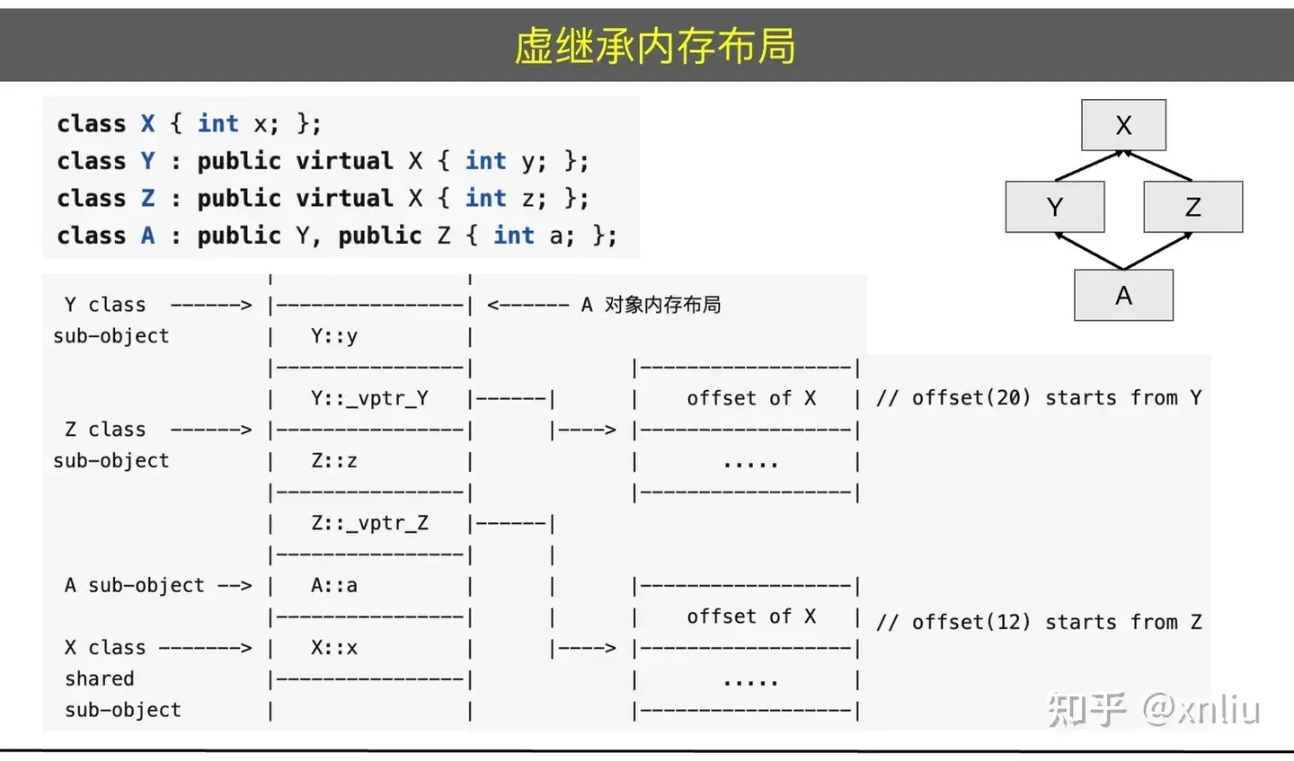 虚继承内存布局
class X { int x; };
class Y : public virtual X { int y; };
class Z : public virtual X { int z; };
class A : public Y, public Z { int a; };
X
Y Z
A
Y class ------> |----------------| <------ A 对象内存布局
sub-object | Y::y |
|----------------| |------------------|
| Y::_vptr_Y |------| | offset of X | // offset(20) starts from Y
Z class ------> |----------------| |----> |------------------|
sub-object | Z::z | | ..... |
|----------------| |------------------|
| Z::_vptr_Z |------|
|----------------| |
A sub-object --> | A::a | | |------------------|
|----------------| | | offset of X | // offset(12) starts from Z
X class -------> | X::x | |----> |------------------|
shared |----------------| | ..... |
sub-object | | |------------------|
知乎 @xnliu